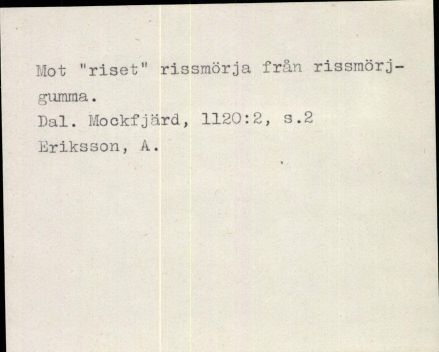 Mot "riset" rissmörja från rissmörj-
gumma.
Dal. Mockfjärd, 1120:2, s.2
Eriksson, A.